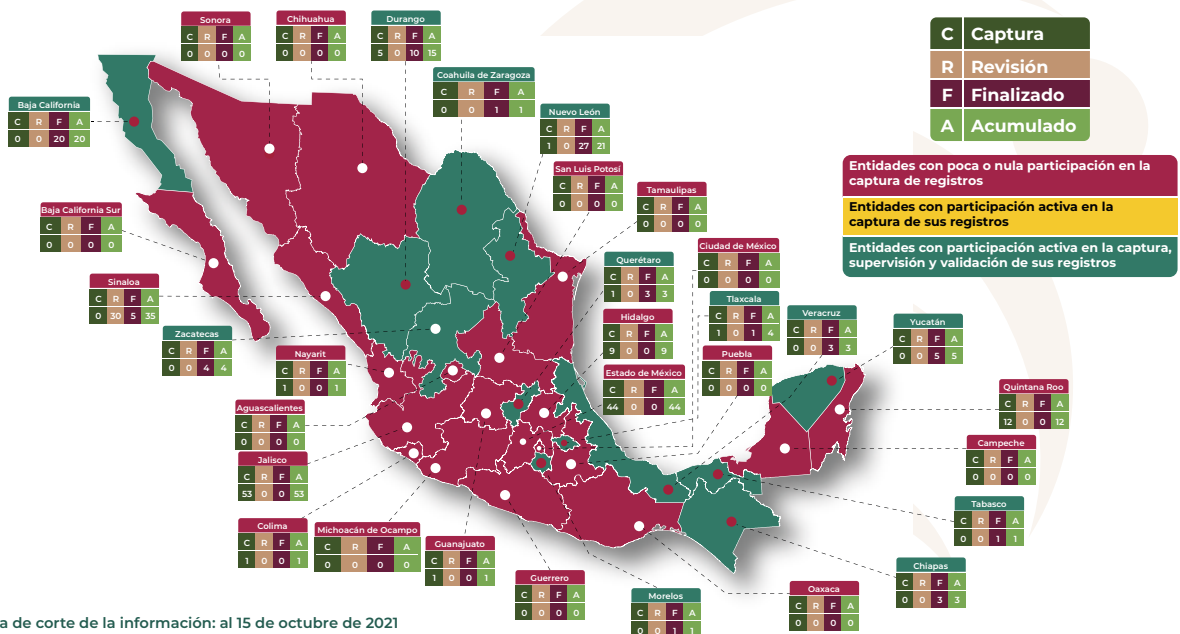 Sonora
C R F A
0 0 0 0
Chihuahua
C R F A
0 0 0 0
Durango
C R F A
5 0 10 15
Coahuila de Zaragoza
C R F A
0 0 1 1
Baja California
C R F A
0 0 20 20
Nuevo León
C R F A
1 0 27 21
San Luis Potosí
C R F A
0 0 0 0
Tamaulipas
C R F A
0 0 0 0
Baja California Sur
C R F A
0 0 0 0
Ciudad de México
C R F A
0 0 0 0
Querétaro
C R F A
1 0 3 3
Sinaloa
C R F A
0 30 5 35
Tlaxcala
C R F A
1 0 1 4
Veracruz
C R F A
0 0 3 3
Yucatán
C R F A
0 0 5 5
Hidalgo
C R F A
9 0 0 9
Zacatecas
C R F A
0 0 4 4
Nayarit
C R F A
1 0 0 1
Puebla
C R F A
0 0 0 0
Estado de México
C R F A
44 0 0 44
Quintana Roo
C R F A
12 0 0 12
Aguascalientes
C R F A
0 0 0 0
Campeche
C R F A
0 0 0 0
Jalisco
C R F A
53 0 0 53
Tabasco
C R F A
0 0 1 1
Colima
C R F A
1 0 0 1
Michoacán de Ocampo
C R F A
0 0 0 0
Guanajuato
C R F A
1 0 0 1
Chiapas
C R F A
0 0 3 3
Guerrero
C R F A
0 0 0 0
Morelos
C R F A
0 0 1 1
Oaxaca
C R F A
0 0 0 0
C Captura
R Revisión
F Finalizado
A Acumulado
Entidades con poca o nula participación en la
captura de registros
Entidades con participación activa en la
captura de sus registros
Entidades con participación activa en la captura,
supervisión y validación de sus registros
a de corte de la información: al 15 de octubre de 2021